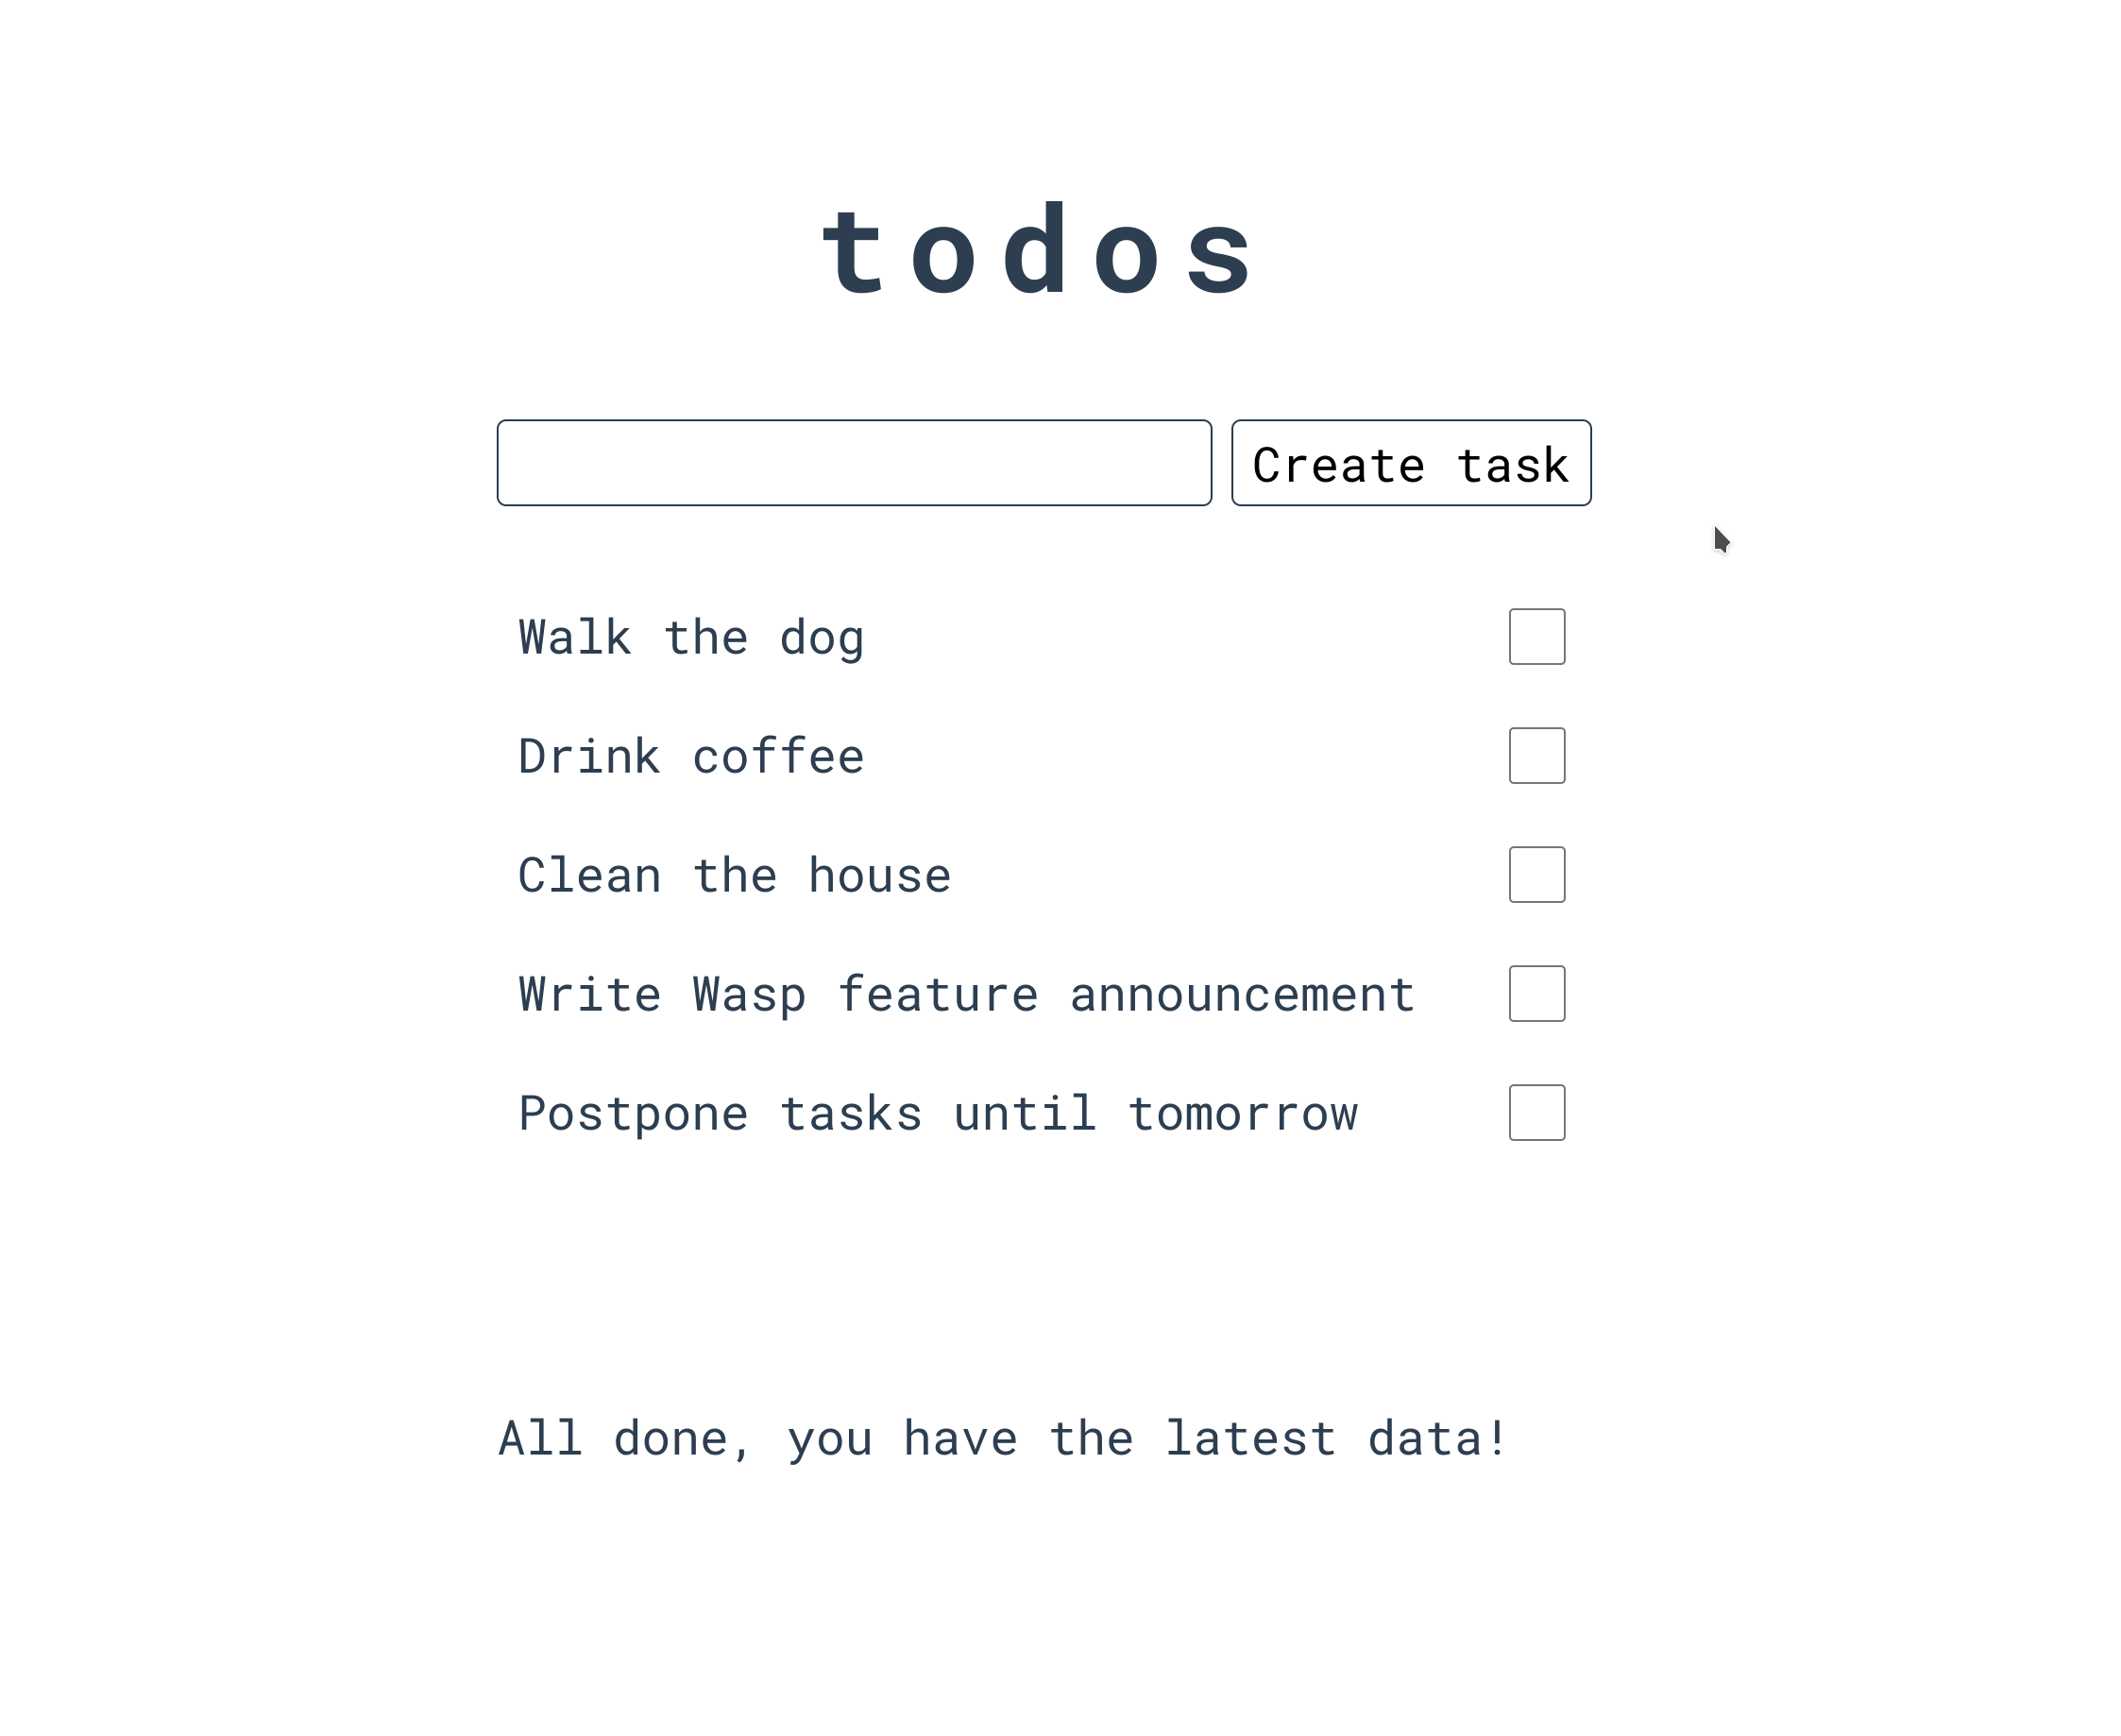 todos
Create task
Walk the dog
Drink coffee
Clean the house
Write Wasp feature announcement
Postpone tasks until tomorrow
All done, you have the latest data!